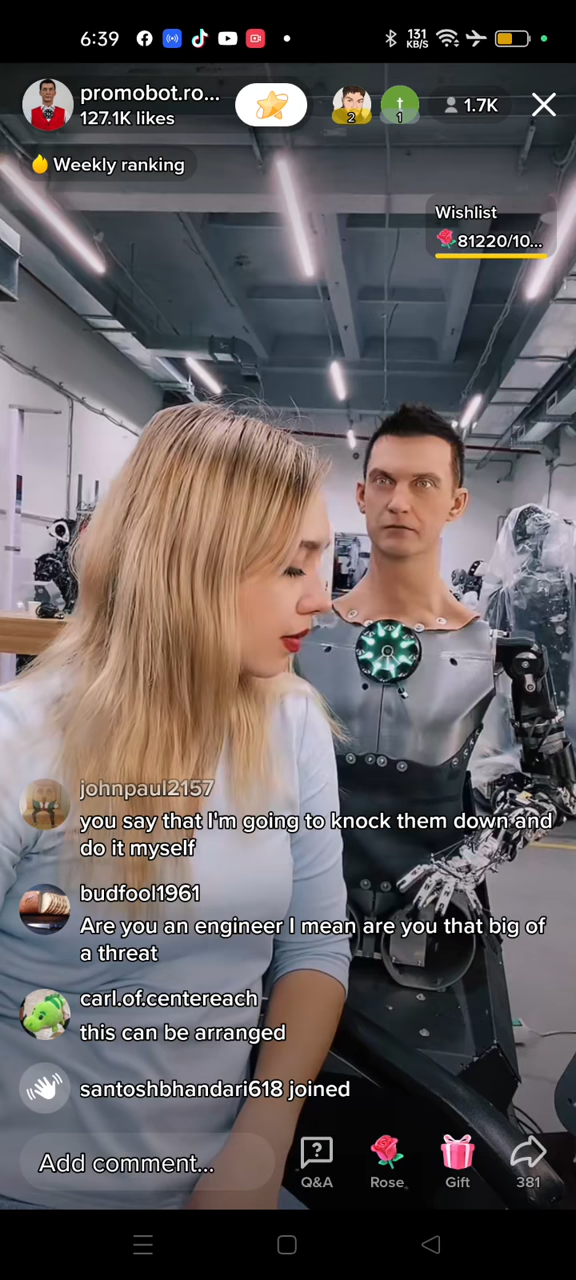 6:39
131
KB/S
promobot.ro...
127.1K likes
2
1
1.7K
Weekly ranking
Wishlist
81220/10...
johnpaul2157
you say that I'm going to knock them down and
do it myself
budfool1961
Are you an engineer I mean are you that big of
a threat
carl.of.centereach
this can be arranged
santoshbhandari618 joined
Add comment...
Q&A
Rose
Gift
381